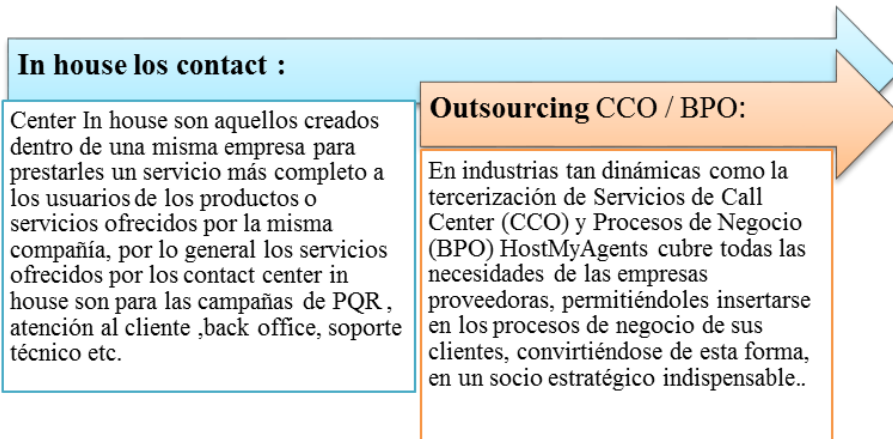 In house los contact :
Center In house son aquellos creados
dentro de una misma empresa para
prestarles un servicio más completo a
los usuarios de los productos o
servicios ofrecidos por la misma
compañía, por lo general los servicios
ofrecidos por los contact center in
house son para las campañas de PQR ,
atención al cliente ,back office, soporte
técnico etc.
Outsourcing CCO / BPO:
En industrias tan dinámicas como la
tercerización de Servicios de Call
Center (CCO) y Procesos de Negocio
(BPO) HostMyAgents cubre todas las
necesidades de las empresas
proveedoras, permitiéndoles insertarse
en los procesos de negocio de sus
clientes, convirtiéndose de esta forma,
en un socio estratégico indispensable..